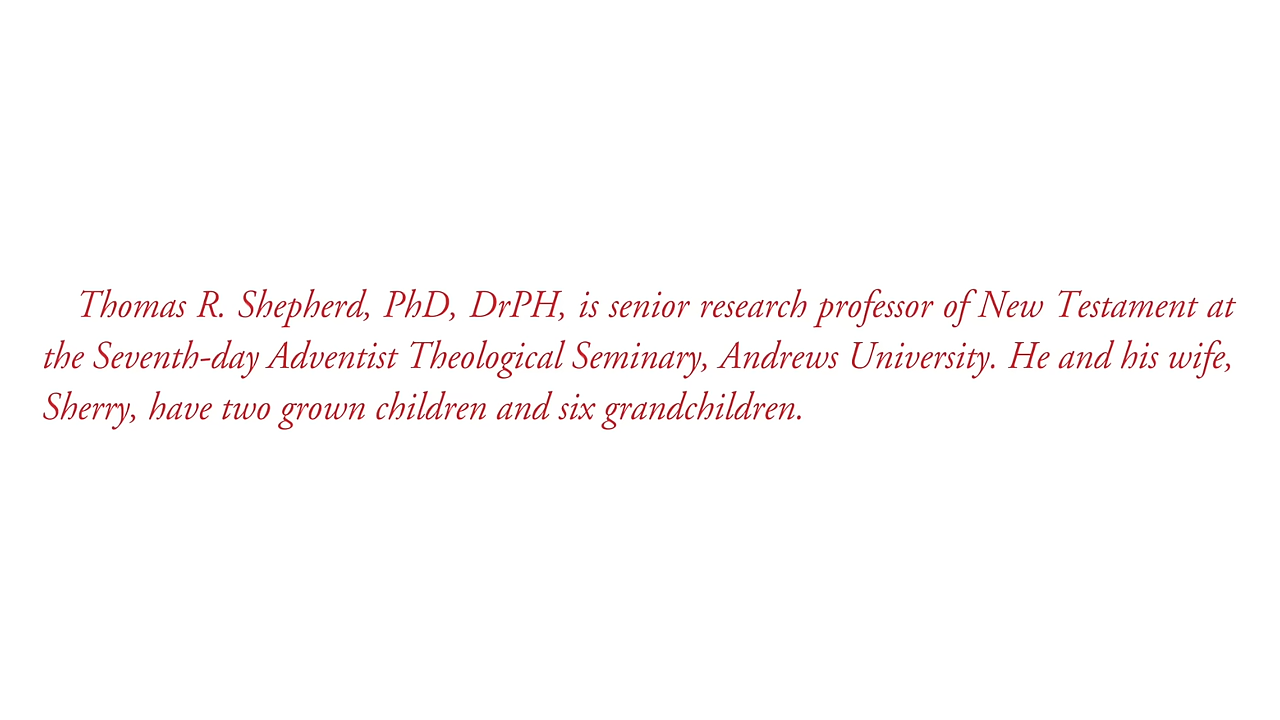 Thomas R. Shepherd, PhD, DrPH, is senior research professor of New Testament at
the Seventh-day Adventist Theological Seminary, Andrews University. He and his wife,
Sherry, have two grown children and six grandchildren.